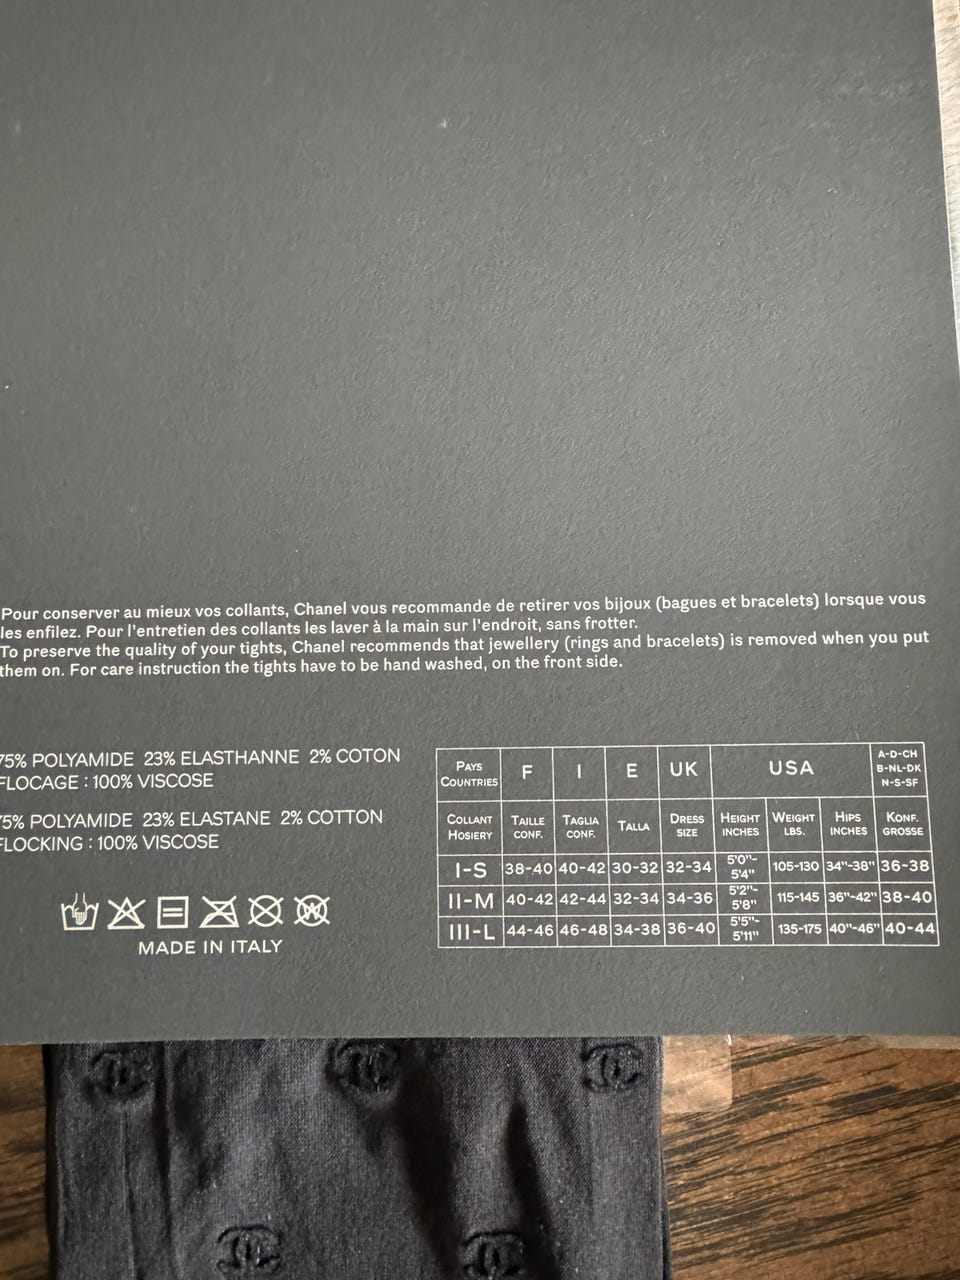 Pour conserver au mieux vos collants, Chanel vous recommande de retirer vos bijoux (bagues et bracelets) lorsque vous
les enfilez. Pour l'entretien des collants les laver à la main sur l'endroit, sans frotter.
To preserve the quality of your tights, Chanel recommends that jewellery (rings and bracelets) is removed when you put
them on. For care instruction the tights have to be hand washed, on the front side.
75% POLYAMIDE 23% ELASTHANNE 2% COTON
FLOCAGE : 100% VISCOSE
75% POLYAMIDE 23% ELASTANE 2% COTTON
FLOCKING : 100% VISCOSE
MADE IN ITALY
PAYS COUNTRIES F I E UK USA A-D-CH B-NL-DK N-S-SF
COLLANT HOSIERY TAILLE CONF. TAGLIA CONF. TALLA DRESS SIZE HEIGHT INCHES WEIGHT LBS. HIPS INCHES KONF. GROSSE
I-S 38-40 40-42 30-32 32-34 5'0"-5'4" 105-130 34"-38" 36-38
II-M 40-42 42-44 32-34 34-36 5'2"-5'8" 115-145 36"-42" 38-40
III-L 44-46 46-48 34-38 36-40 5'5"-5'11" 135-175 40"-46" 40-44